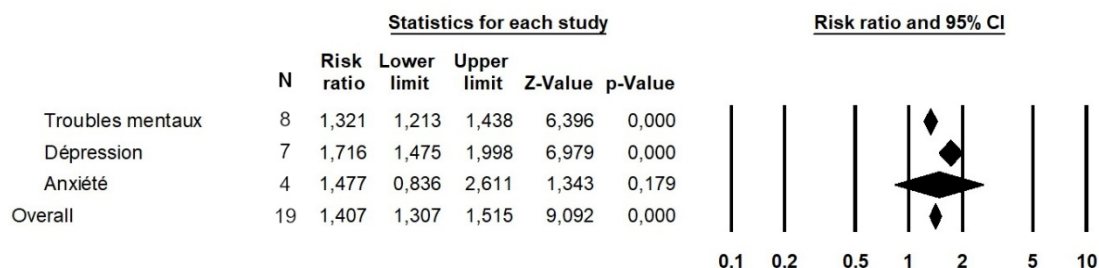 Statistics for each study Risk ratio and 95% CI
N Risk ratio Lower limit Upper limit Z-Value p-Value
Troubles mentaux 8 1,321 1,213 1,438 6,396 0,000
Dépression 7 1,716 1,475 1,998 6,979 0,000
Anxiété 4 1,477 0,836 2,611 1,343 0,179
Overall 19 1,407 1,307 1,515 9,092 0,000
0.1 0.2 0.5 1 2 5 10